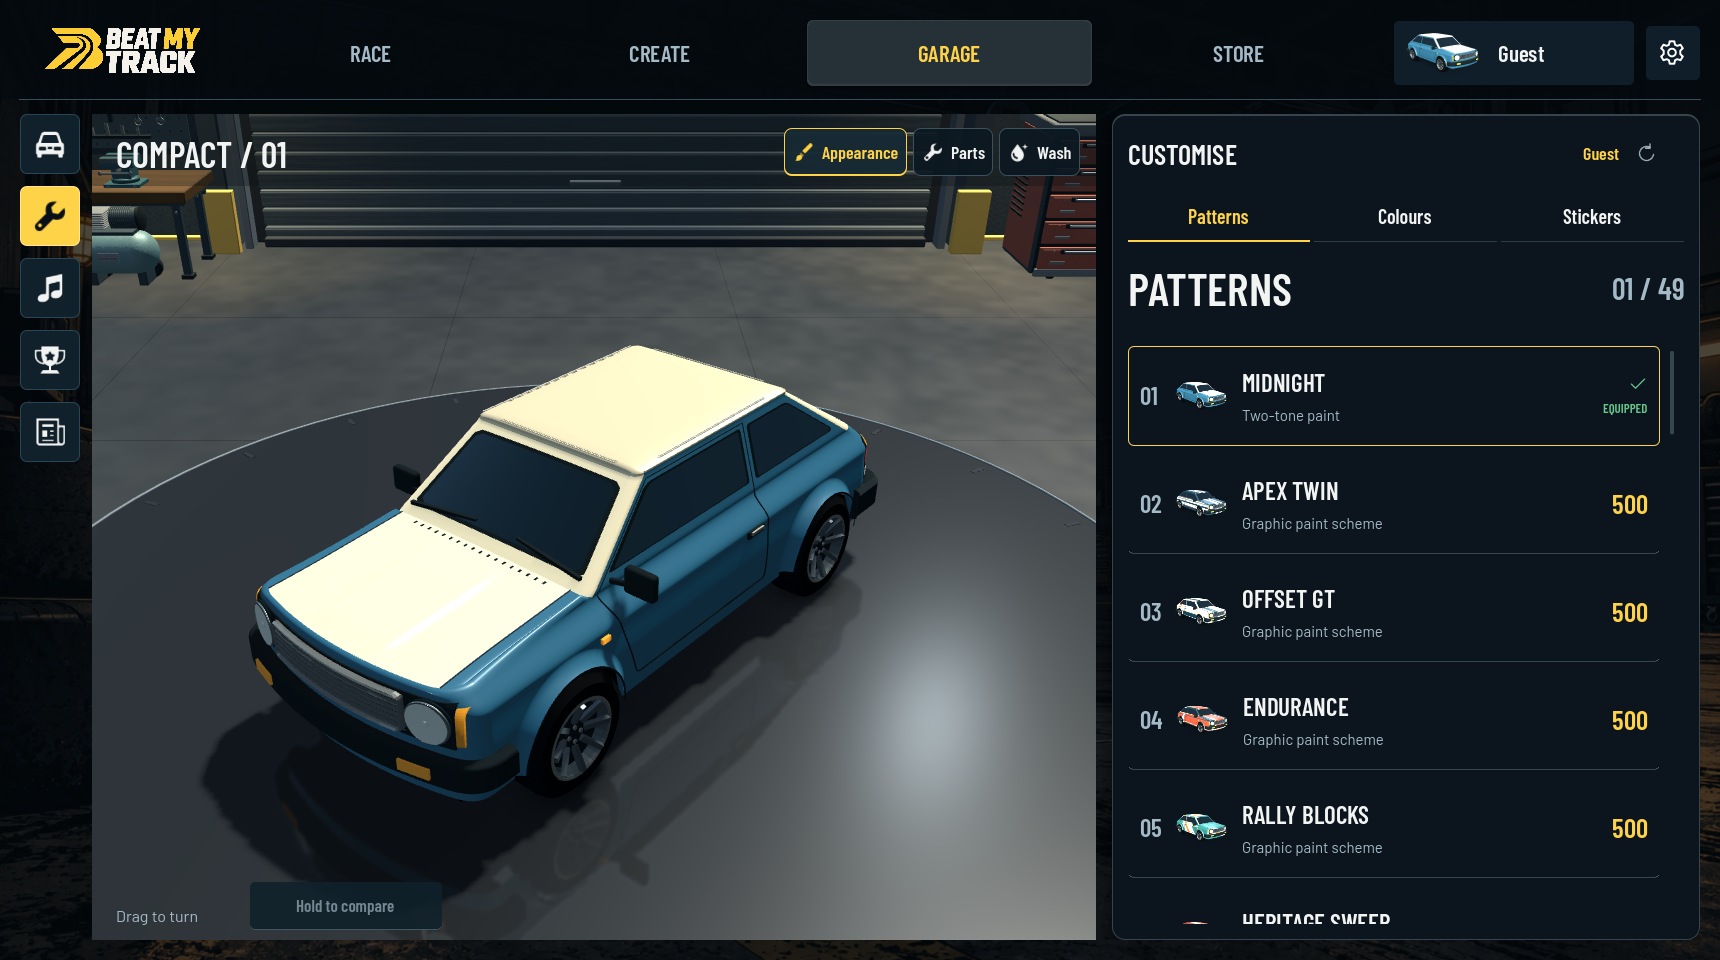 BEAT MY
TRACK
RACE
CREATE
GARAGE
STORE
Guest
COMPACT / 01
Appearance
Parts
Wash
CUSTOMISE
Guest
Patterns
Colours
Stickers
PATTERNS
01 / 49
01
MIDNIGHT
Two-tone paint
EQUIPPED
02
APEX TWIN
Graphic paint scheme
500
03
OFFSET GT
Graphic paint scheme
500
04
ENDURANCE
Graphic paint scheme
500
05
RALLY BLOCKS
Graphic paint scheme
500
HERITAGE SWEEP
Drag to turn
Hold to compare